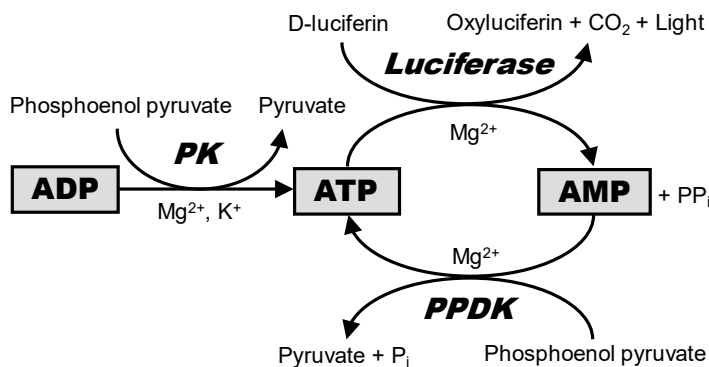 D-luciferin Oxyluciferin + CO₂ + Light
Luciferase
Phosphoenol pyruvate Pyruvate
Mg²⁺
PK
ADP ATP AMP + PPᵢ
Mg²⁺, K⁺
Mg²⁺
PPDK
Pyruvate + Pᵢ Phosphoenol pyruvate